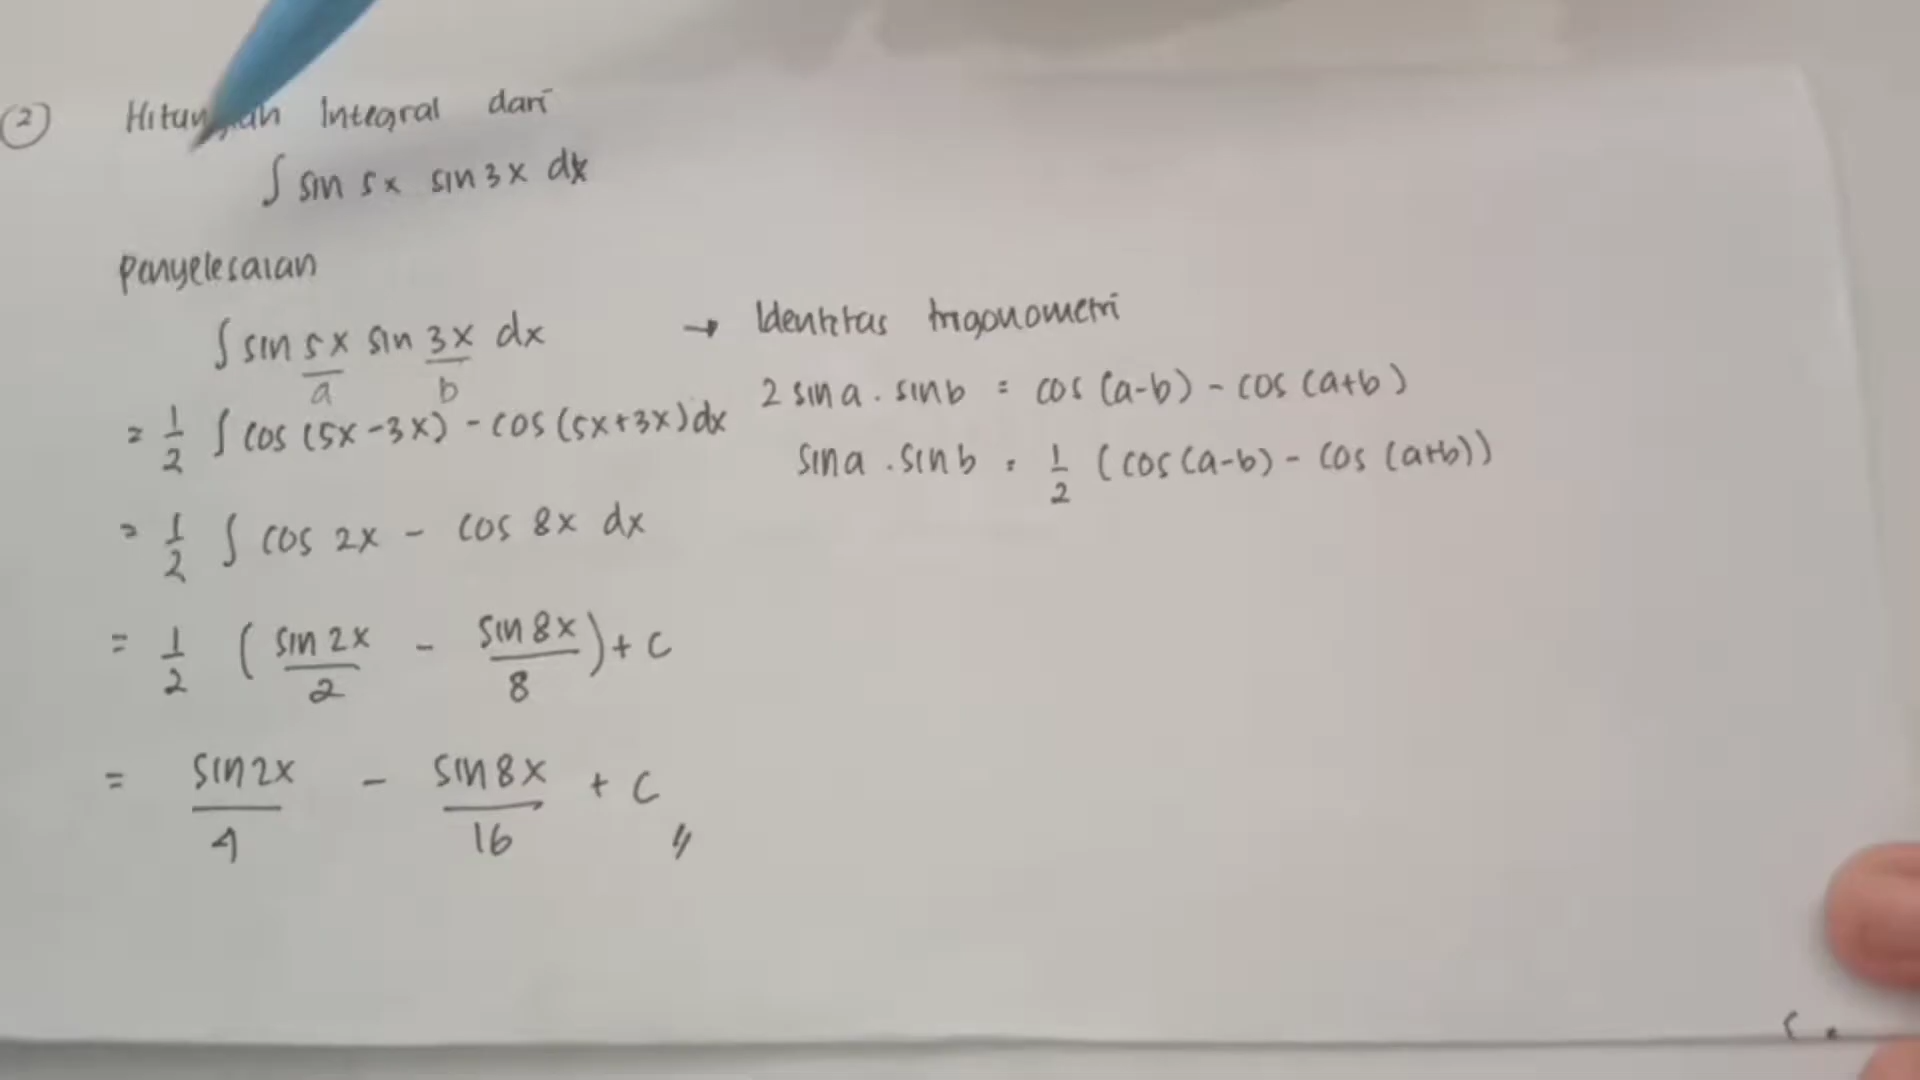 2 Hitunglah Integral dari
∫ sin 5x sin 3x dx
Penyelesaian
∫ sin 5x sin 3x dx → Identitas trigonometri
a b
2 sin a . sin b = cos (a-b) - cos (a+b)
= 1/2 ∫ cos (5x-3x) - cos (5x+3x) dx
sin a . sin b = 1/2 (cos (a-b) - cos (a+b))
= 1/2 ∫ cos 2x - cos 8x dx
= 1/2 ( sin 2x/2 - sin 8x/8 ) + C
= sin 2x/4 - sin 8x/16 + C //